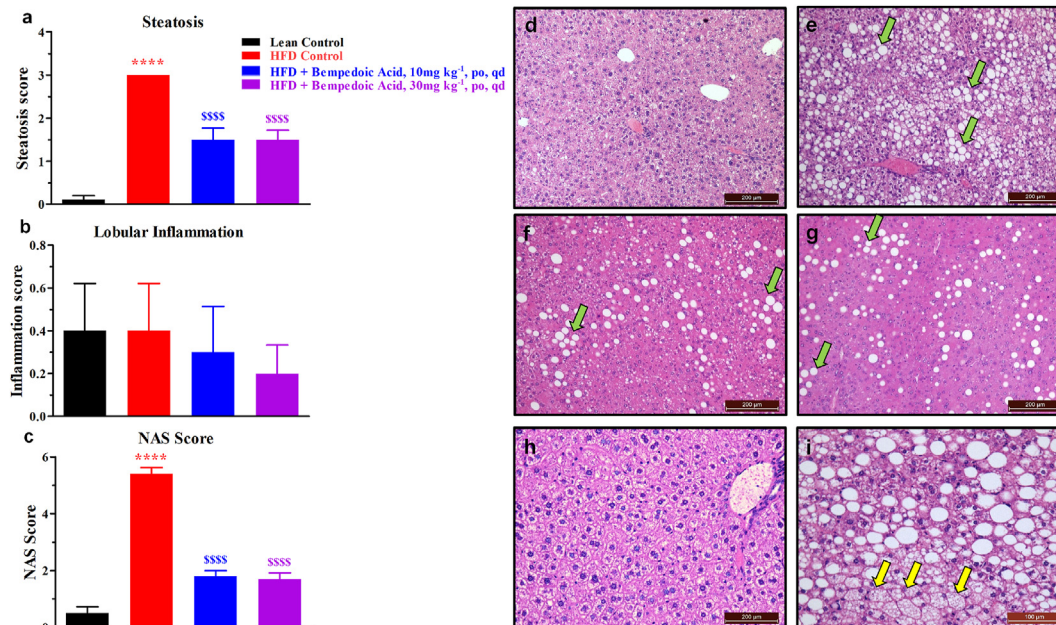 a
Steatosis
Steatosis score
4
3
2
1
0
****
$$$$
$$$$
Lean Control
HFD Control
HFD + Bempedoic Acid, 10mg kg⁻¹, po, qd
HFD + Bempedoic Acid, 30mg kg⁻¹, po, qd
b
Lobular Inflammation
Inflammation score
0.8
0.6
0.4
0.2
0.0
c
NAS Score
NAS Score
6
4
2
0
****
$$$$
$$$$
d
200 µm
e
200 µm
f
200 µm
g
200 µm
h
200 µm
i
100 µm